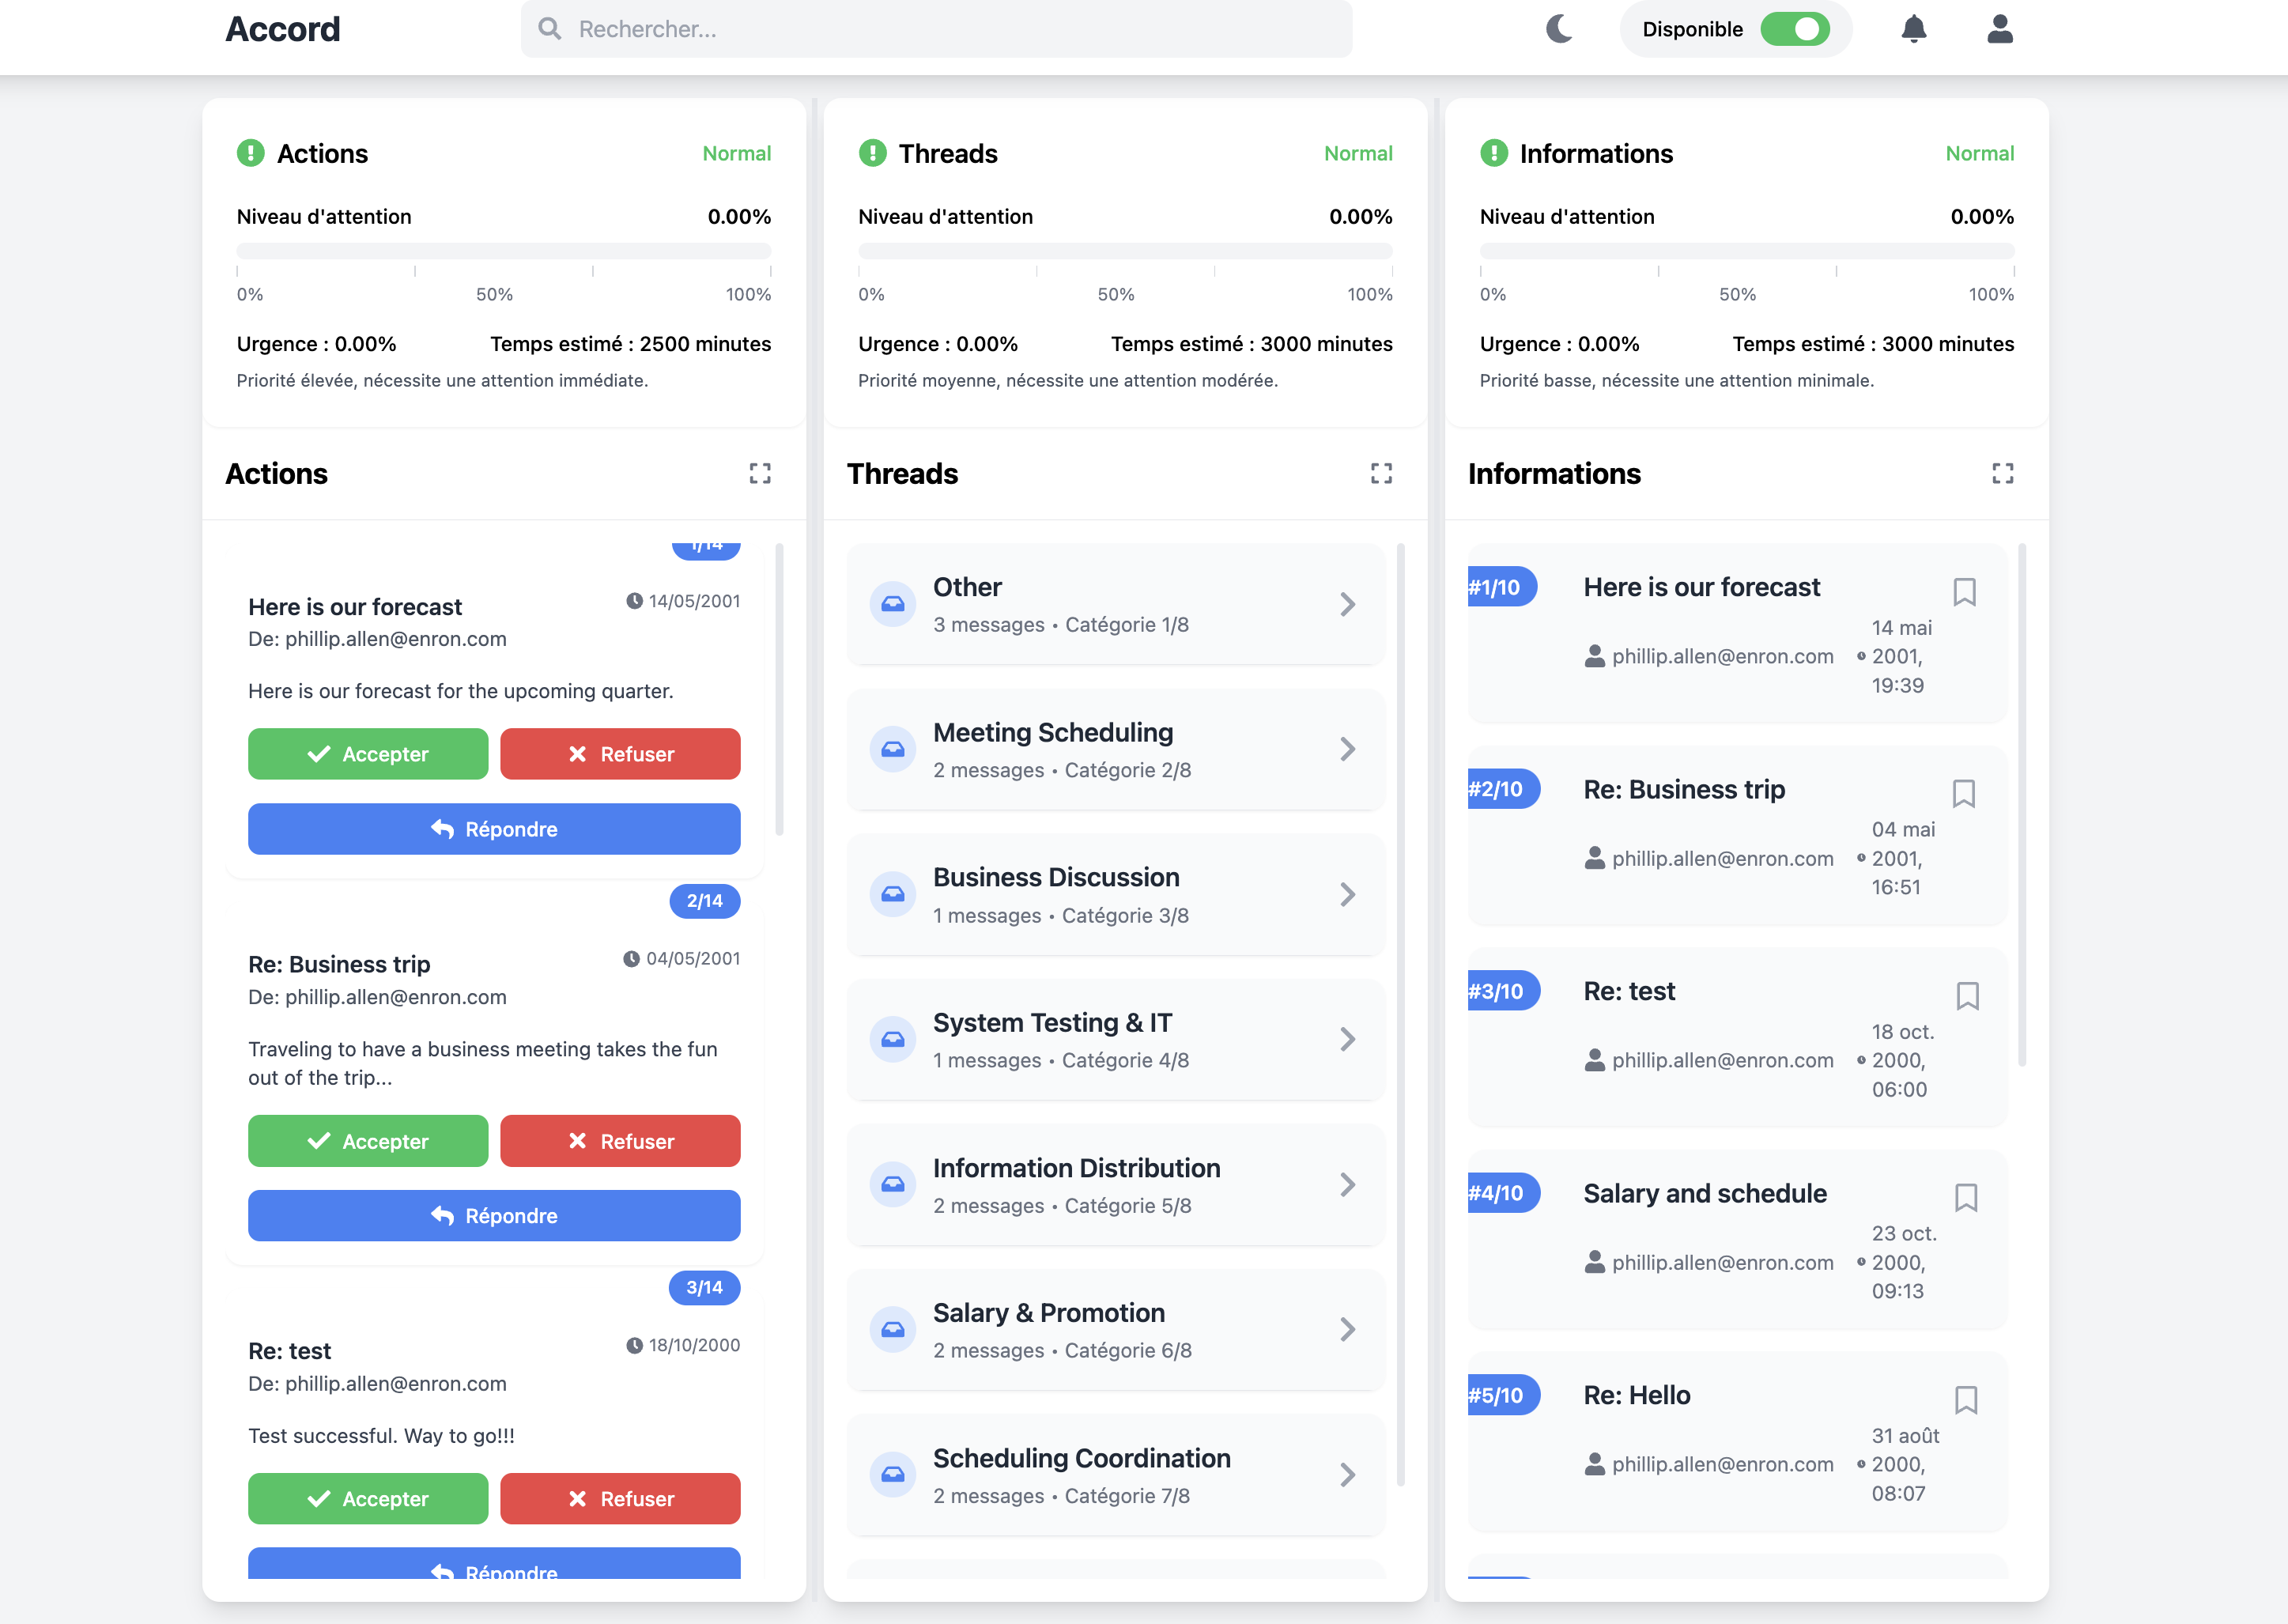 Accord
Rechercher...
Disponible
Actions
Normal
Niveau d'attention
0.00%
0%
50%
100%
Urgence : 0.00%
Temps estimé : 2500 minutes
Priorité élevée, nécessite une attention immédiate.
Actions
1/14
Here is our forecast
14/05/2001
De: phillip.allen@enron.com
Here is our forecast for the upcoming quarter.
Accepter
Refuser
Répondre
2/14
Re: Business trip
04/05/2001
De: phillip.allen@enron.com
Traveling to have a business meeting takes the fun
out of the trip...
Accepter
Refuser
Répondre
3/14
Re: test
18/10/2000
De: phillip.allen@enron.com
Test successful. Way to go!!!
Accepter
Refuser
Répondre
Threads
Normal
Niveau d'attention
0.00%
0%
50%
100%
Urgence : 0.00%
Temps estimé : 3000 minutes
Priorité moyenne, nécessite une attention modérée.
Threads
Other
3 messages • Catégorie 1/8
Meeting Scheduling
2 messages • Catégorie 2/8
Business Discussion
1 messages • Catégorie 3/8
System Testing & IT
1 messages • Catégorie 4/8
Information Distribution
2 messages • Catégorie 5/8
Salary & Promotion
2 messages • Catégorie 6/8
Scheduling Coordination
2 messages • Catégorie 7/8
Informations
Normal
Niveau d'attention
0.00%
0%
50%
100%
Urgence : 0.00%
Temps estimé : 3000 minutes
Priorité basse, nécessite une attention minimale.
Informations
#1/10
Here is our forecast
phillip.allen@enron.com
14 mai
2001,
19:39
#2/10
Re: Business trip
phillip.allen@enron.com
04 mai
2001,
16:51
#3/10
Re: test
phillip.allen@enron.com
18 oct.
2000,
06:00
#4/10
Salary and schedule
phillip.allen@enron.com
23 oct.
2000,
09:13
#5/10
Re: Hello
phillip.allen@enron.com
31 août
2000,
08:07